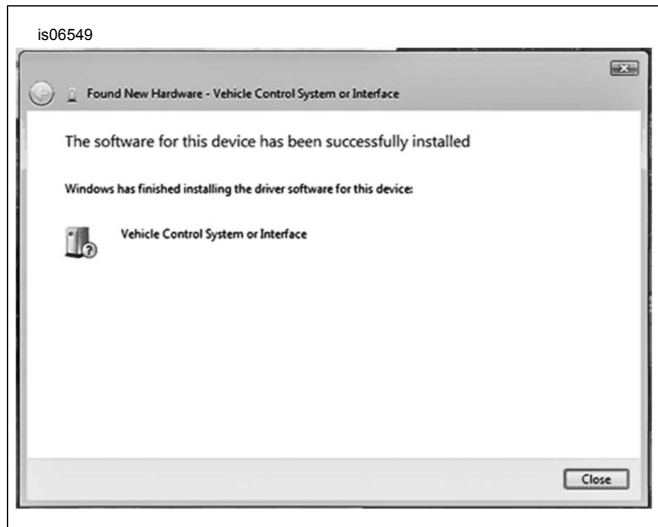 is06549
Found New Hardware - Vehicle Control System or Interface
The software for this device has been successfully installed
Windows has finished installing the driver software for this device:
Vehicle Control System or Interface
Close